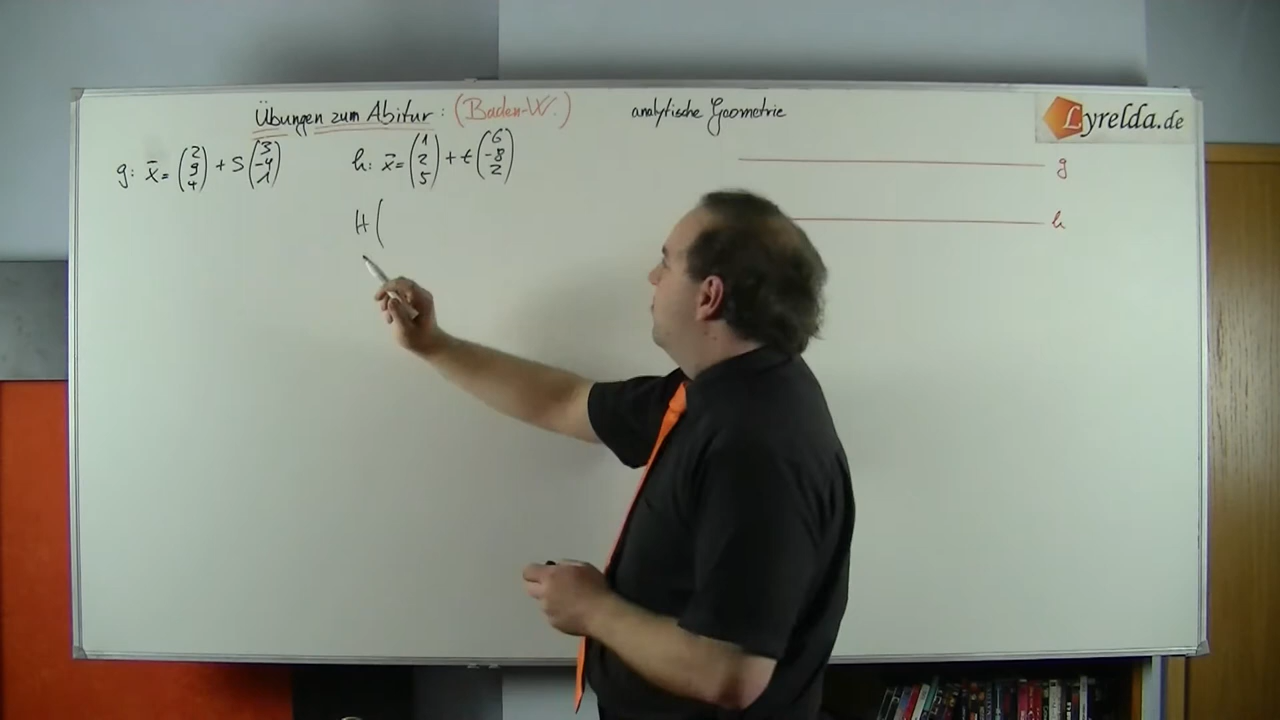 Übungen zum Abitur: (Baden-W.) analytische Geometrie
Lyrelda.de
g: x̄ = (2 9 4) + s (3 -4 1) h: x̄ = (1 2 5) + t (6 -8 2)
g
h
H(